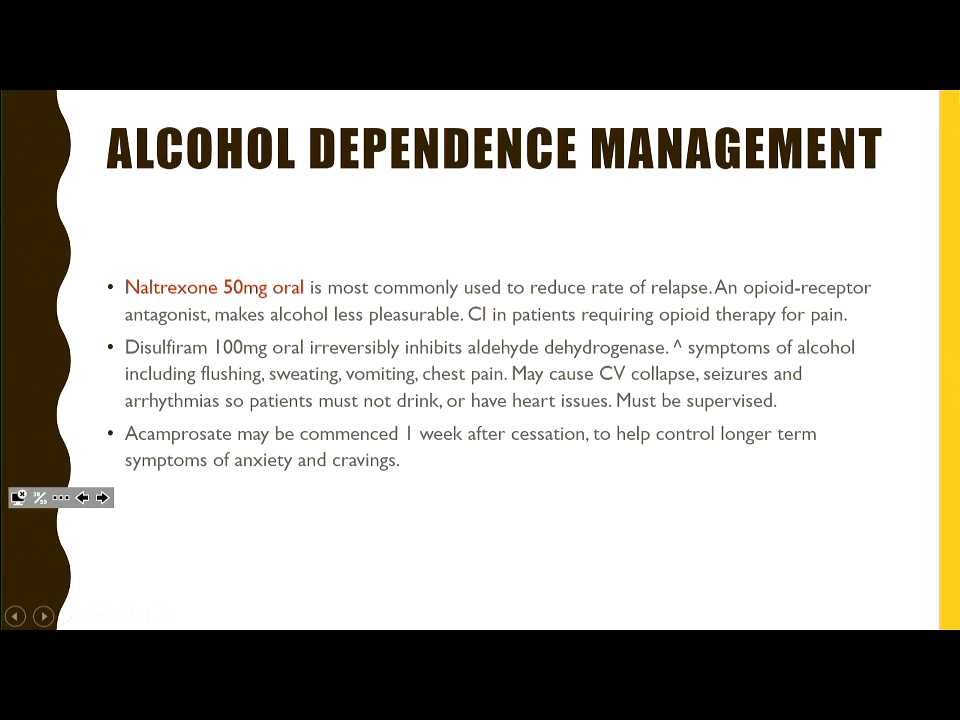 ALCOHOL DEPENDENCE MANAGEMENT
• Naltrexone 50mg oral is most commonly used to reduce rate of relapse. An opioid-receptor
antagonist, makes alcohol less pleasurable. CI in patients requiring opioid therapy for pain.
• Disulfiram 100mg oral irreversibly inhibits aldehyde dehydrogenase. ^ symptoms of alcohol
including flushing, sweating, vomiting, chest pain. May cause CV collapse, seizures and
arrhythmias so patients must not drink, or have heart issues. Must be supervised.
• Acamprosate may be commenced 1 week after cessation, to help control longer term
symptoms of anxiety and cravings.